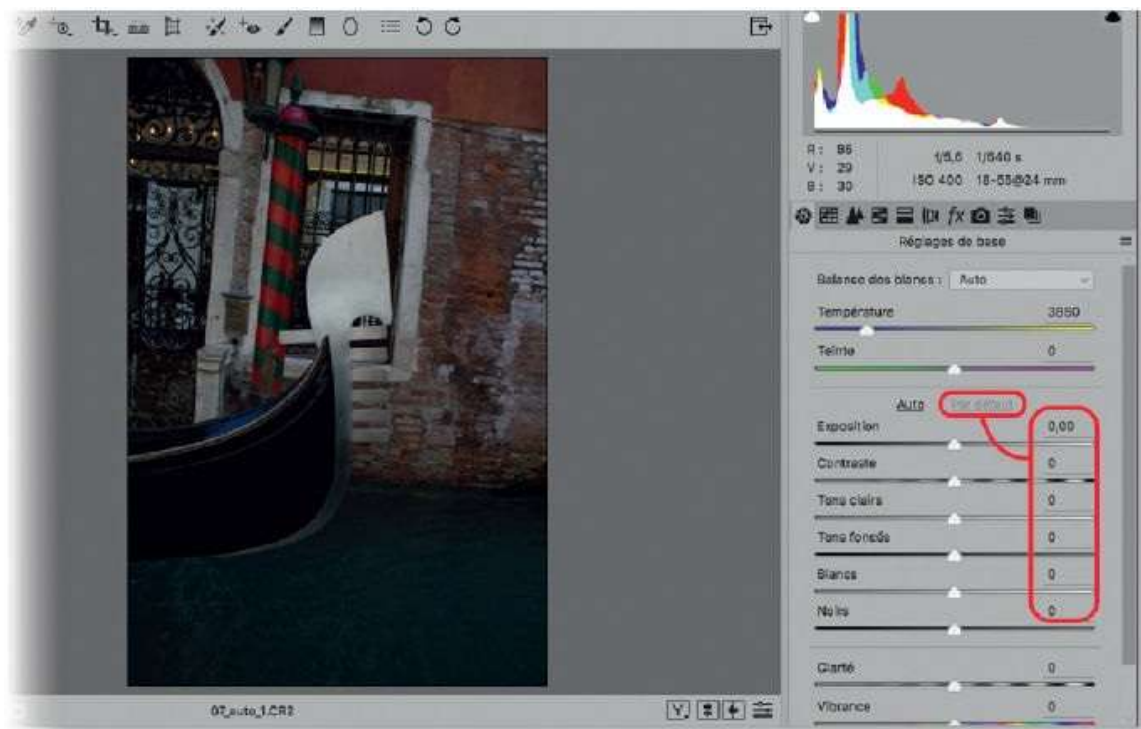 R : 86
V : 29
B : 30
f/5,6 1/640 s
ISO 400 18-55@24 mm
Réglages de base
Balance des blancs : Auto
Température 3850
Teinte 0
Auto Par défaut
Exposition 0,00
Contraste 0
Tons clairs 0
Tons foncés 0
Blancs 0
Noirs 0
Clarté 0
Vibrance 0
07_auto_1.CR2